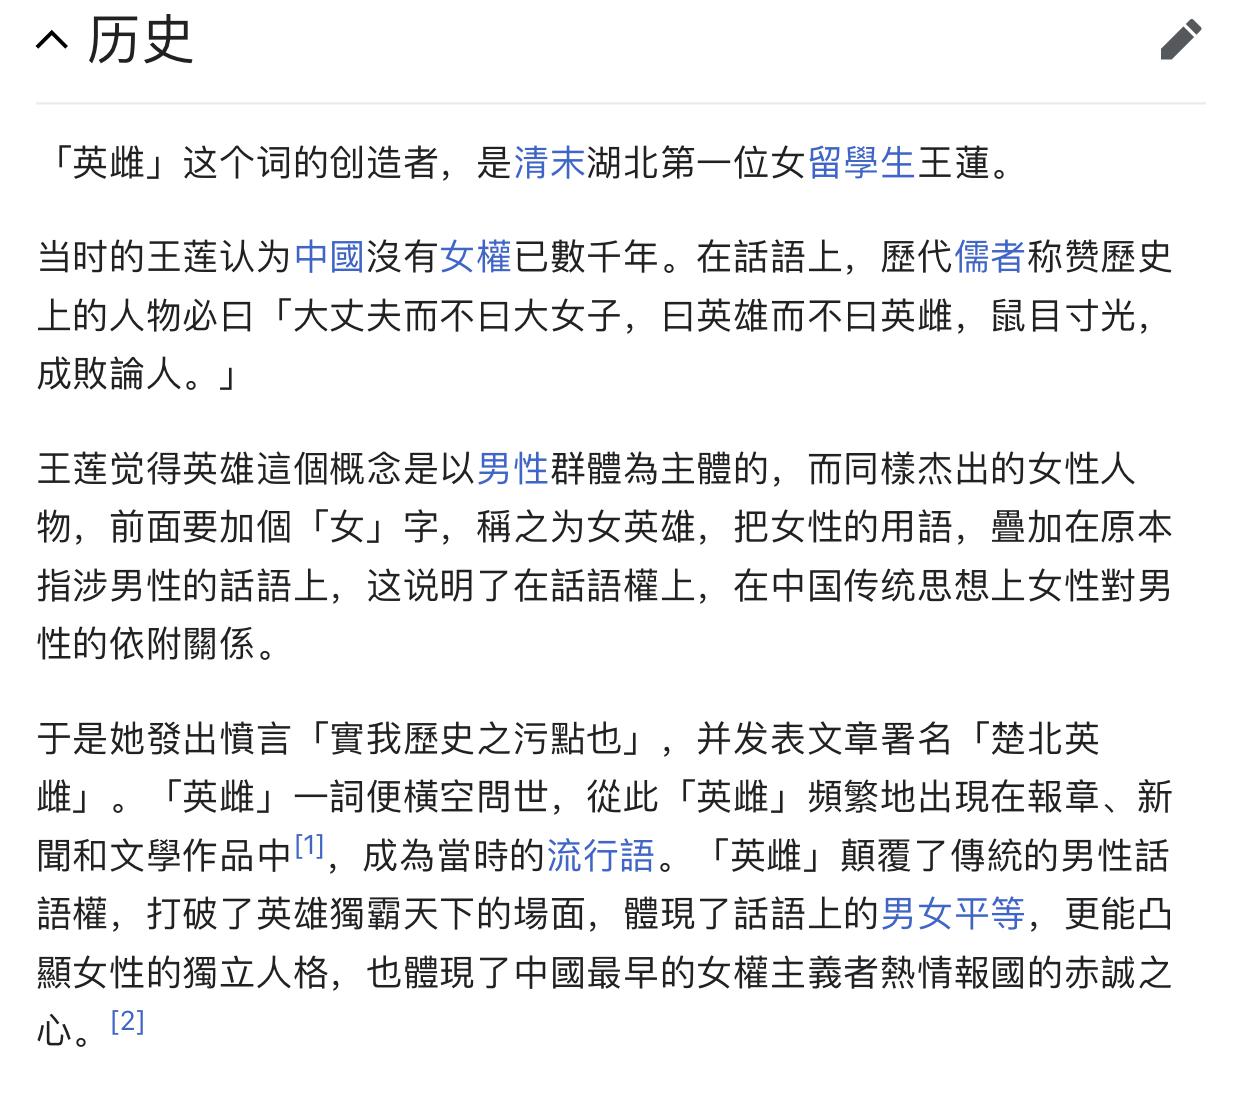 历史
「英雌」这个词的创造者，是清末湖北第一位女留學生王蓮。
当时的王莲认为中國沒有女權已數千年。在話語上，歷代儒者称赞歷史
上的人物必曰「大丈夫而不曰大女子，曰英雄而不曰英雌，鼠目寸光，
成敗論人。」
王莲觉得英雄這個概念是以男性群體為主體的，而同樣杰出的女性人
物，前面要加個「女」字，稱之为女英雄，把女性的用語，疊加在原本
指涉男性的話語上，这说明了在話語權上，在中国传统思想上女性對男
性的依附關係。
于是她發出憤言「實我歷史之污點也」，并发表文章署名「楚北英
雌」。「英雌」一詞便橫空問世，從此「英雌」頻繁地出現在報章、新
聞和文學作品中[1]，成為當時的流行語。「英雌」顛覆了傳統的男性話
語權，打破了英雄獨霸天下的場面，體現了話語上的男女平等，更能凸
顯女性的獨立人格，也體現了中國最早的女權主義者熱情報國的赤誠之
心。[2]